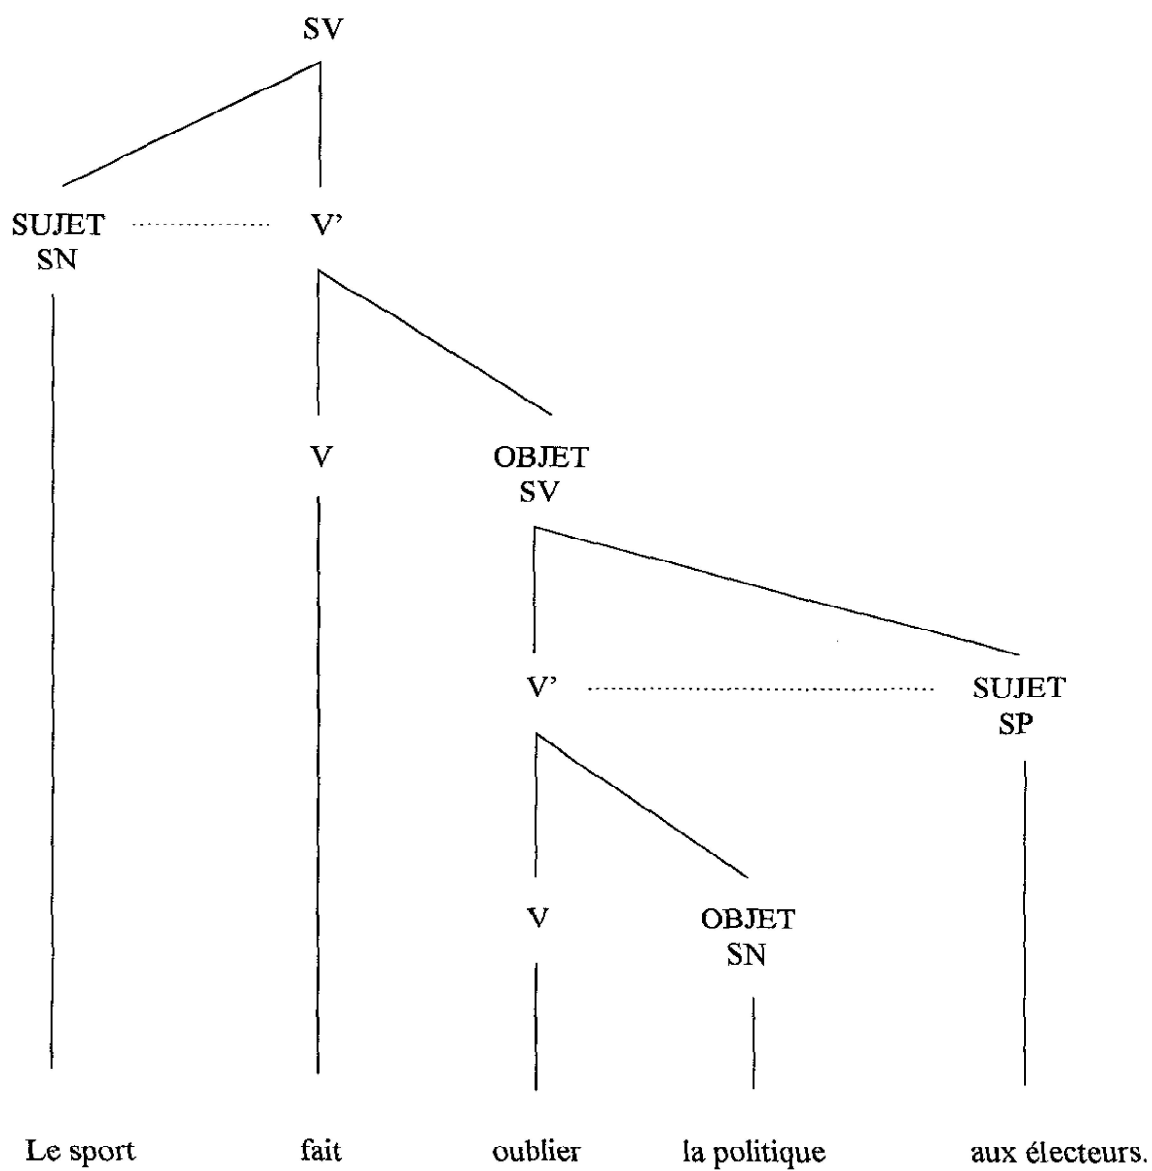 SV
SUJET V’
SN
V OBJET
SV
V’ SUJET
SP
V OBJET
SN
Le sport fait oublier la politique aux électeurs.